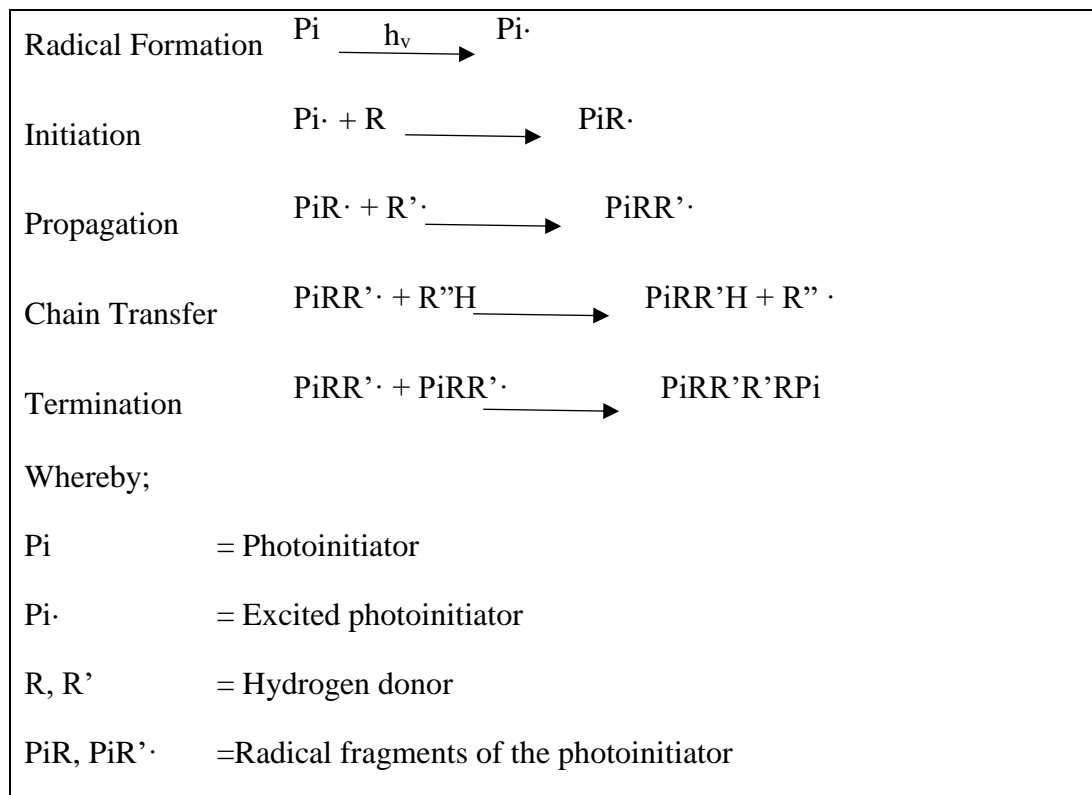 Radical Formation Pi hv Pi·
Initiation Pi· + R PiR·
Propagation PiR· + R’· PiRR’·
Chain Transfer PiRR’· + R”H PiRR’H + R” ·
Termination PiRR’· + PiRR’· PiRR’R’RPi
Whereby;
Pi = Photoinitiator
Pi· = Excited photoinitiator
R, R’ = Hydrogen donor
PiR, PiR’· =Radical fragments of the photoinitiator